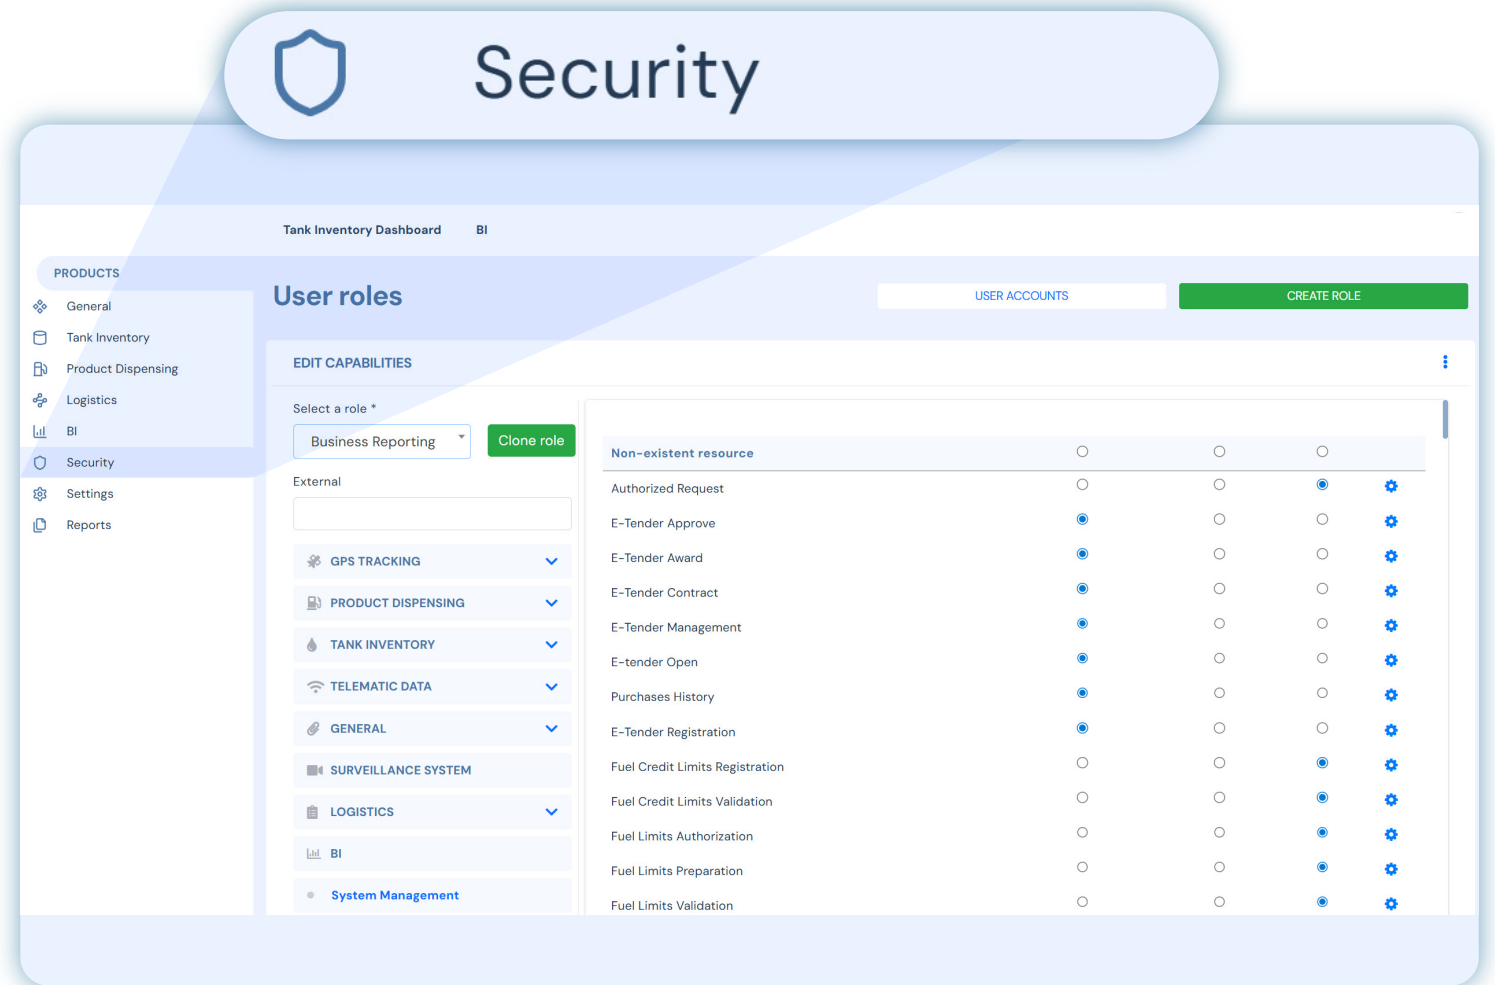 Security
Tank Inventory Dashboard BI
PRODUCTS
General
Tank Inventory
Product Dispensing
Logistics
BI
Security
Settings
Reports
User roles
USER ACCOUNTS
CREATE ROLE
EDIT CAPABILITIES
Select a role *
Business Reporting
Clone role
External
GPS TRACKING
PRODUCT DISPENSING
TANK INVENTORY
TELEMATIC DATA
GENERAL
SURVEILLANCE SYSTEM
LOGISTICS
BI
System Management
Non-existent resource
Authorized Request
E-Tender Approve
E-Tender Award
E-Tender Contract
E-Tender Management
E-tender Open
Purchases History
E-Tender Registration
Fuel Credit Limits Registration
Fuel Credit Limits Validation
Fuel Limits Authorization
Fuel Limits Preparation
Fuel Limits Validation